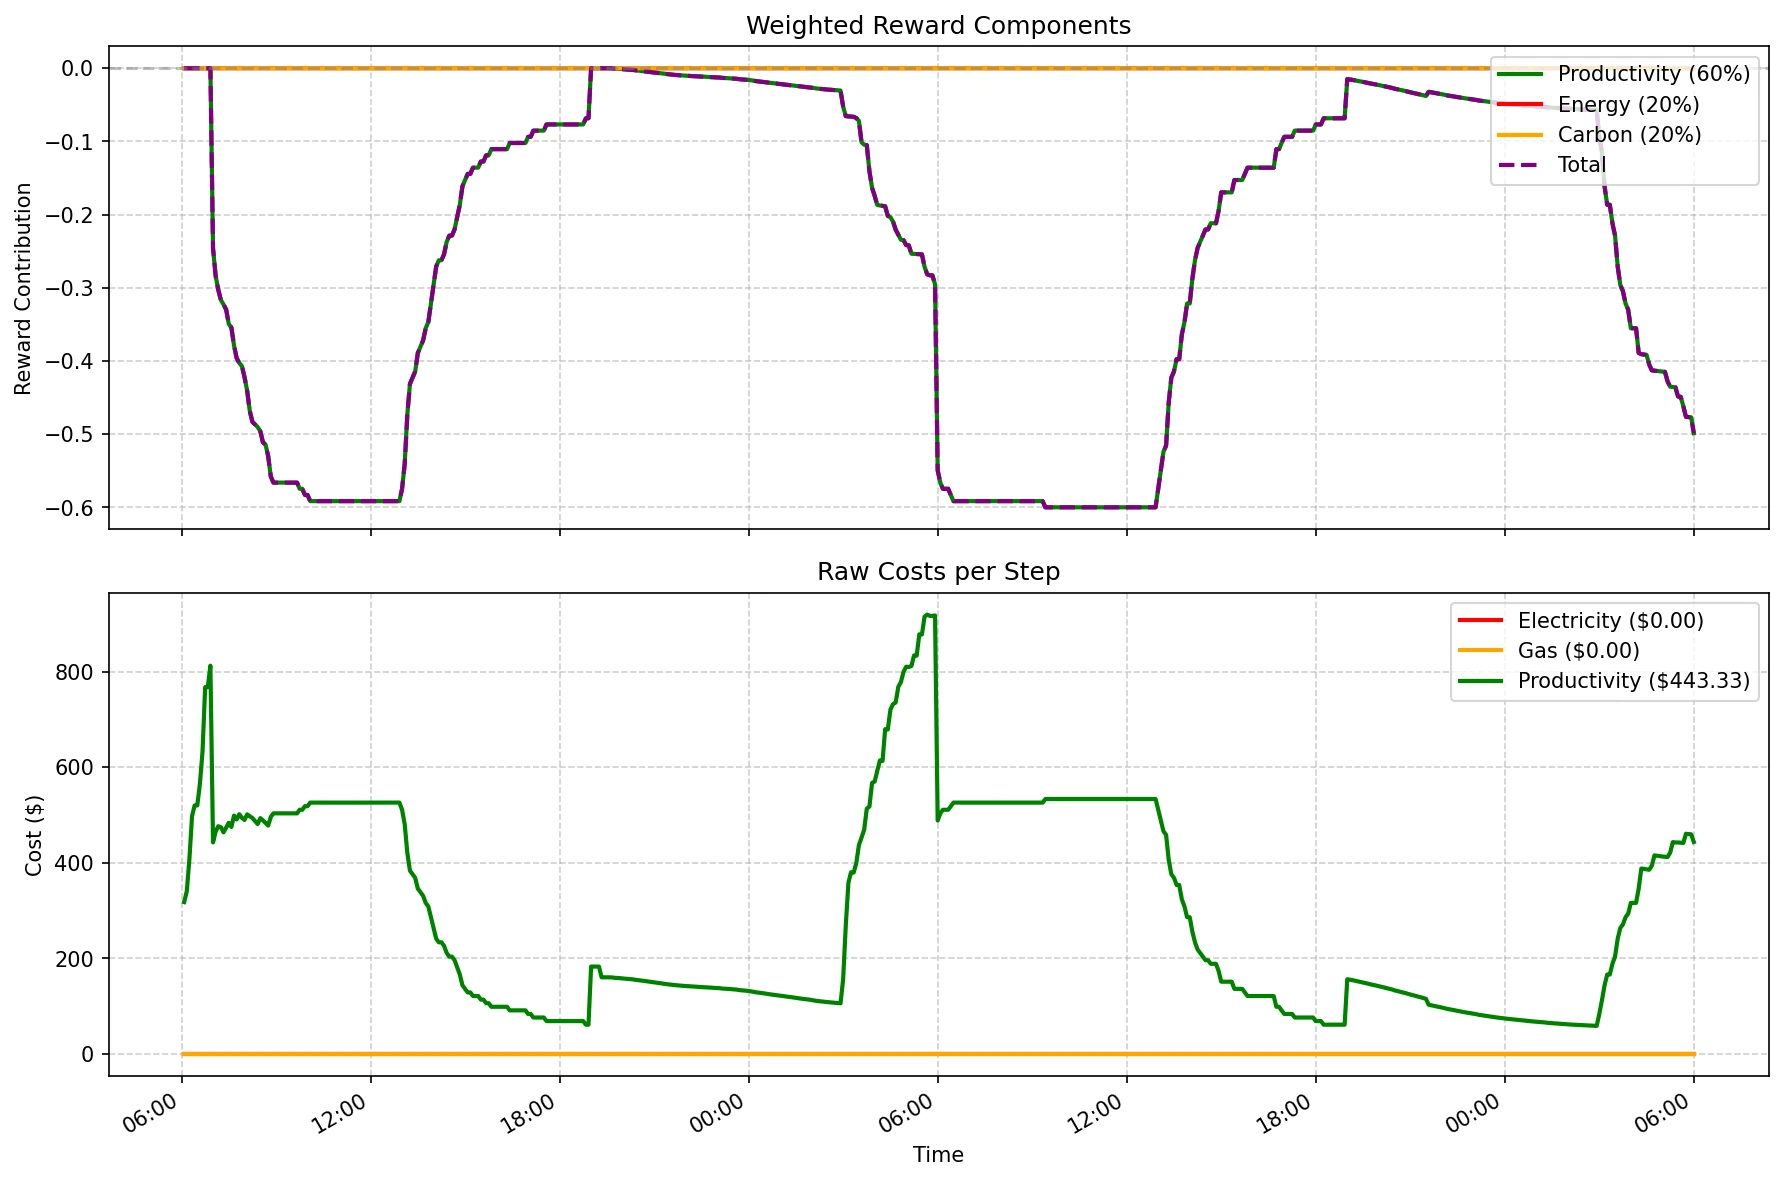 Weighted Reward Components
0.0
−0.1
−0.2
−0.3
−0.4
−0.5
−0.6
Reward Contribution
Productivity (60%)
Energy (20%)
Carbon (20%)
Total
Raw Costs per Step
800
600
400
200
0
Cost ($)
Electricity ($0.00)
Gas ($0.00)
Productivity ($443.33)
06:00
12:00
18:00
00:00
06:00
12:00
18:00
00:00
06:00
Time